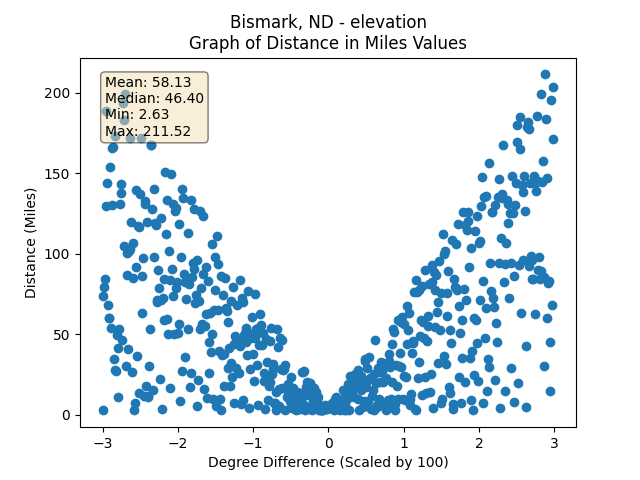 Bismark, ND - elevation
Graph of Distance in Miles Values
Mean: 58.13
Median: 46.40
Min: 2.63
Max: 211.52
200
150
100
50
0
Distance (Miles)
−3
−2
−1
0
1
2
3
Degree Difference (Scaled by 100)